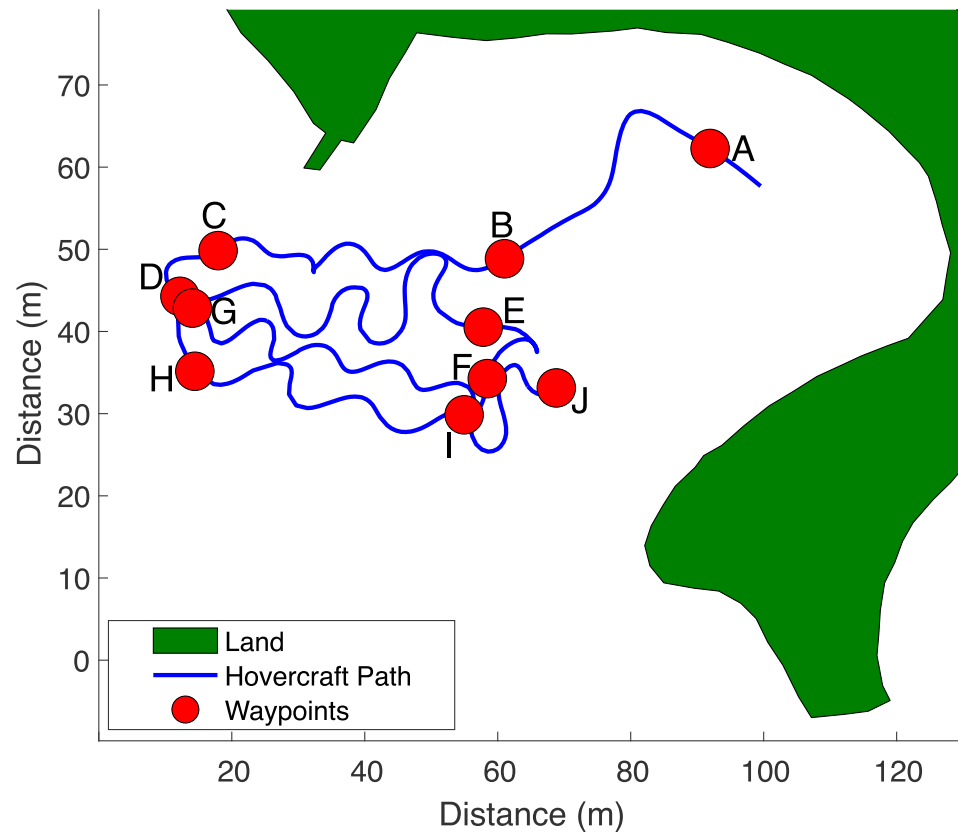 70
60
50
40
30
20
10
0
Distance (m)
A
B
C
D
E
G
F
H
J
I
Land
Hovercraft Path
Waypoints
20
40
60
80
100
120
Distance (m)